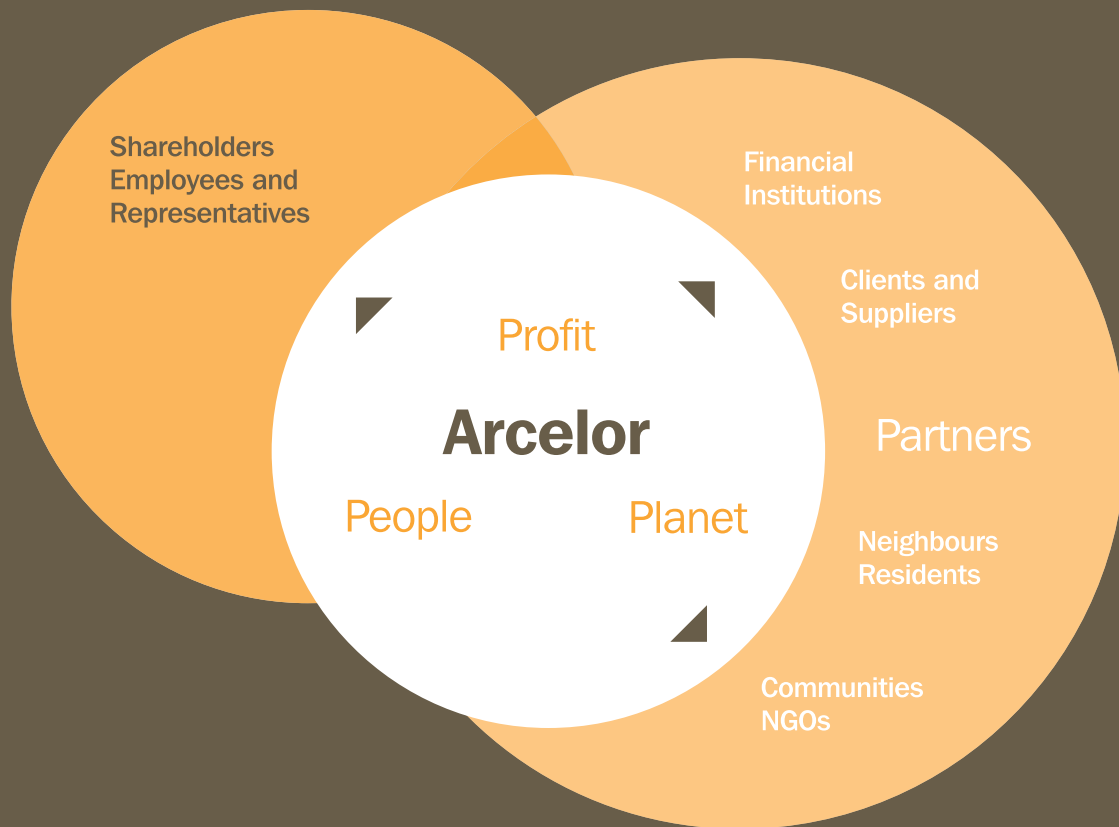 Shareholders
Employees and
Representatives
Financial
Institutions
Clients and
Suppliers
Profit
Arcelor
Partners
People
Planet
Neighbours
Residents
Communities
NGOs